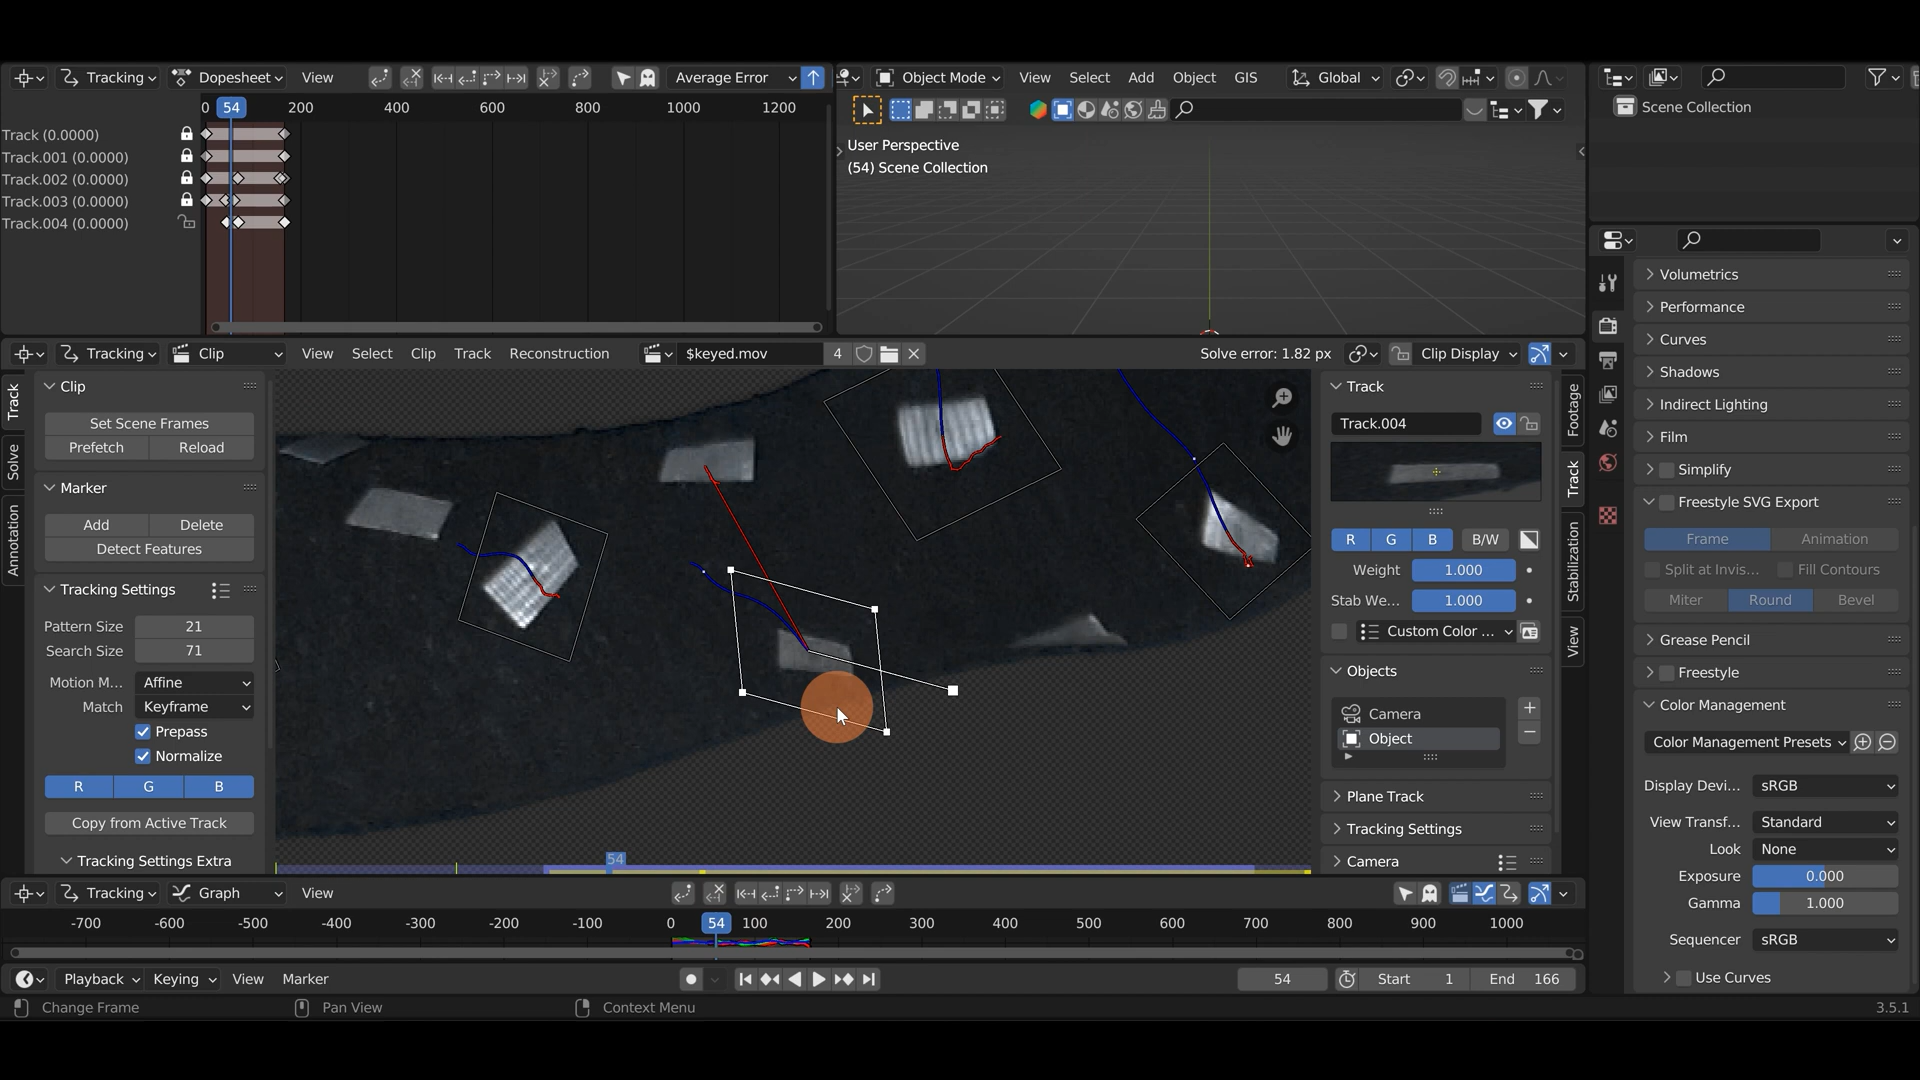 Tracking Dopesheet View Average Error
0 54 200 400 600 800 1000 1200
Track (0.0000)
Track.001 (0.0000)
Track.002 (0.0000)
Track.003 (0.0000)
Track.004 (0.0000)
Object Mode View Select Add Object GIS Global
User Perspective
(54) Scene Collection
Scene Collection
Tracking Clip View Select Clip Track Reconstruction $keyed.mov 4 Solve error: 1.82 px Clip Display
Track
Solve
Annotation
Clip
Set Scene Frames
Prefetch Reload
Marker
Add Delete
Detect Features
Tracking Settings
Pattern Size 21
Search Size 71
Motion M... Affine
Match Keyframe
Prepass
Normalize
R G B
Copy from Active Track
Tracking Settings Extra
54
Track
Track.004
R G B B/W
Weight 1.000
Stab We... 1.000
Custom Color ...
Objects
Camera
Object
Plane Track
Tracking Settings
Camera
Footage
Track
Stabilization
View
Volumetrics
Performance
Curves
Shadows
Indirect Lighting
Film
Simplify
Freestyle SVG Export
Frame Animation
Split at Invis... Fill Contours
Miter Round Bevel
Grease Pencil
Freestyle
Color Management
Color Management Presets
Display Devi... sRGB
View Transf... Standard
Look None
Exposure 0.000
Gamma 1.000
Sequencer sRGB
Use Curves
Tracking Graph View
-700 -600 -500 -400 -300 -200 -100 0 54 100 200 300 400 500 600 700 800 900 1000
Playback Keying View Marker 54 Start 1 End 166
Change Frame Pan View Context Menu 3.5.1